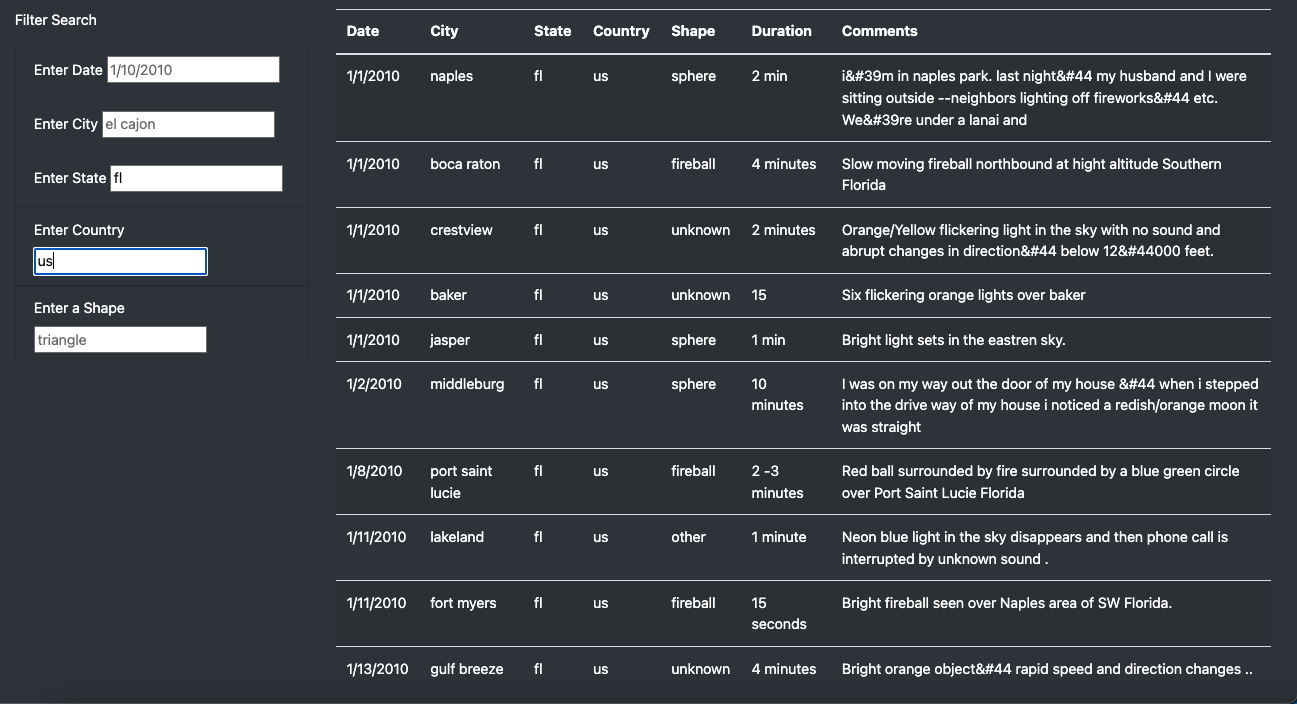 Filter Search
Enter Date 1/10/2010
Enter City el cajon
Enter State fl
Enter Country
us
Enter a Shape
triangle
Date City State Country Shape Duration Comments
1/1/2010 naples fl us sphere 2 min i&#39m in naples park. last night&#44 my husband and I were
sitting outside --neighbors lighting off fireworks&#44 etc.
We&#39re under a lanai and
1/1/2010 boca raton fl us fireball 4 minutes Slow moving fireball northbound at hight altitude Southern
Florida
1/1/2010 crestview fl us unknown 2 minutes Orange/Yellow flickering light in the sky with no sound and
abrupt changes in direction&#44 below 12&#44000 feet.
1/1/2010 baker fl us unknown 15 Six flickering orange lights over baker
1/1/2010 jasper fl us sphere 1 min Bright light sets in the eastren sky.
1/2/2010 middleburg fl us sphere 10 I was on my way out the door of my house &#44 when i stepped
minutes into the drive way of my house i noticed a redish/orange moon it
was straight
1/8/2010 port saint fl us fireball 2 -3 Red ball surrounded by fire surrounded by a blue green circle
lucie minutes over Port Saint Lucie Florida
1/11/2010 lakeland fl us other 1 minute Neon blue light in the sky disappears and then phone call is
interrupted by unknown sound .
1/11/2010 fort myers fl us fireball 15 Bright fireball seen over Naples area of SW Florida.
seconds
1/13/2010 gulf breeze fl us unknown 4 minutes Bright orange object&#44 rapid speed and direction changes ..